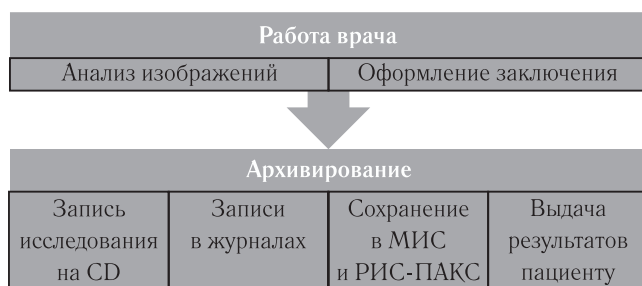 Работа врача
Анализ изображений
Оформление заключения
Архивирование
Запись
исследования
на CD
Записи
в журналах
Сохранение
в МИС
и РИС-ПАКС
Выдача
результатов
пациенту